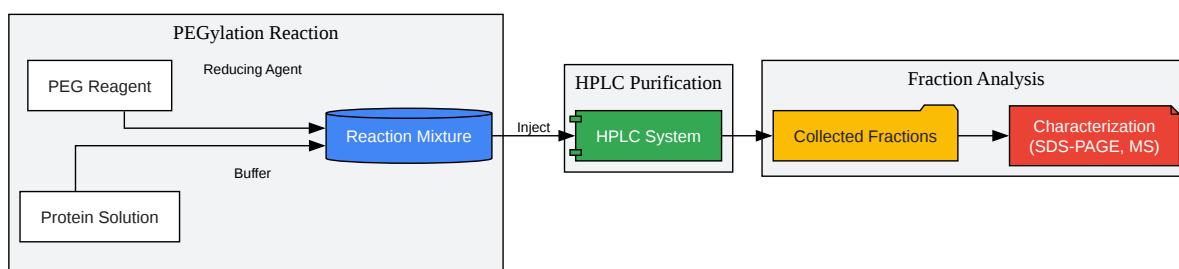 PEGylation Reaction
PEG Reagent
Reducing Agent
Reaction Mixture
Buffer
Protein Solution
Inject
HPLC Purification
HPLC System
Fraction Analysis
Collected Fractions
Characterization
(SDS-PAGE, MS)